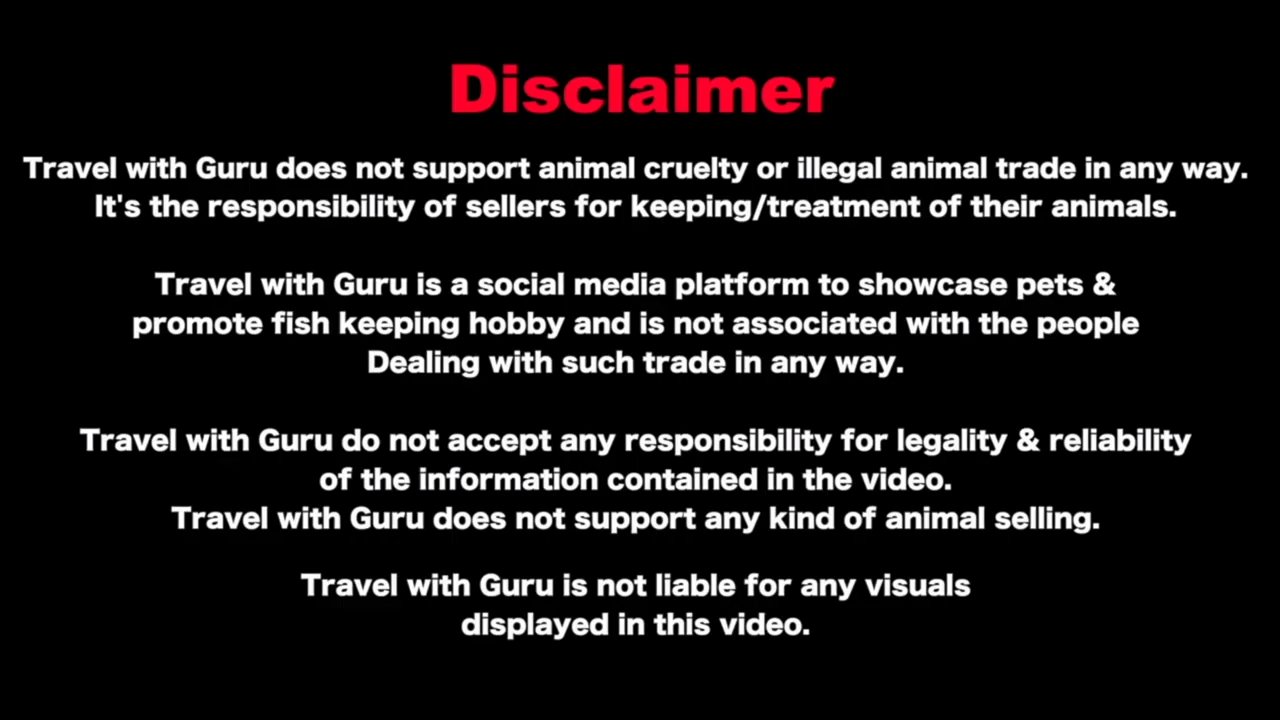 Disclaimer
Travel with Guru does not support animal cruelty or illegal animal trade in any way.
It's the responsibility of sellers for keeping/treatment of their animals.
Travel with Guru is a social media platform to showcase pets &
promote fish keeping hobby and is not associated with the people
Dealing with such trade in any way.
Travel with Guru do not accept any responsibility for legality & reliability
of the information contained in the video.
Travel with Guru does not support any kind of animal selling.
Travel with Guru is not liable for any visuals
displayed in this video.